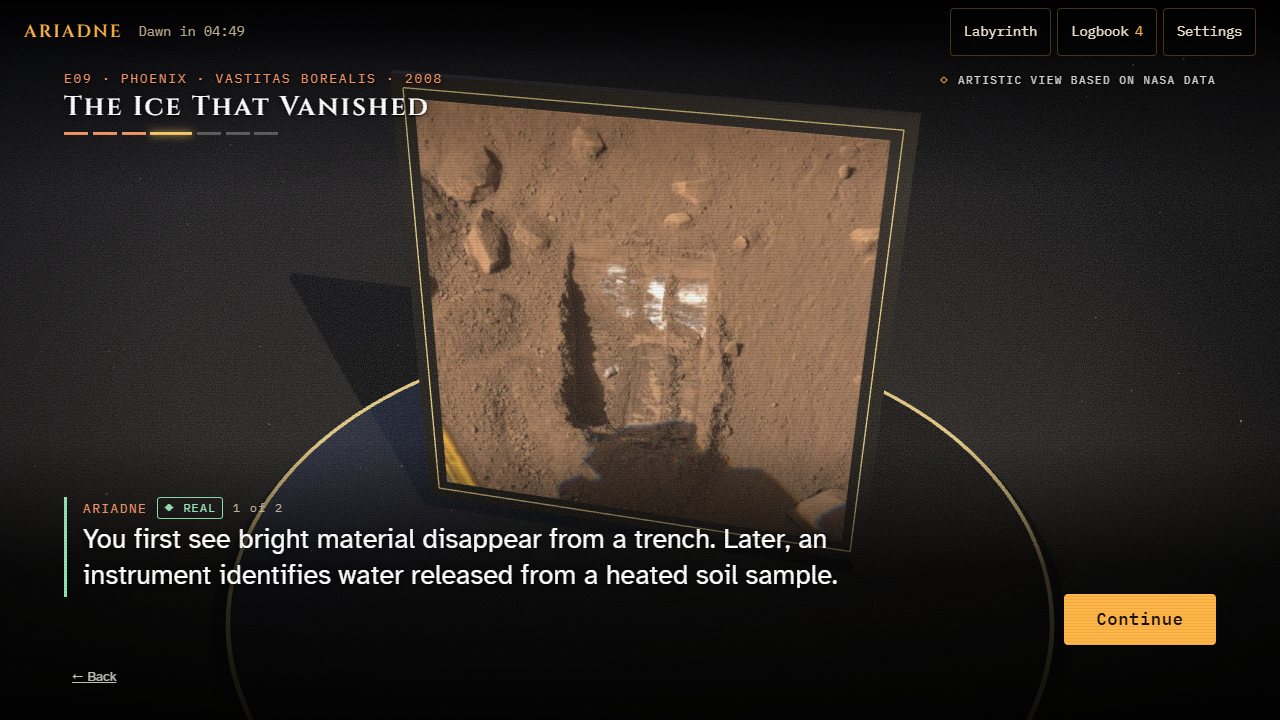 ARIADNE Dawn in 04:49 Labyrinth Logbook 4 Settings
E09 · PHOENIX · VASTITAS BOREALIS · 2008
◇ ARTISTIC VIEW BASED ON NASA DATA
The Ice That Vanished
ARIADNE ◆ REAL 1 of 2
You first see bright material disappear from a trench. Later, an
instrument identifies water released from a heated soil sample.
Continue
← Back